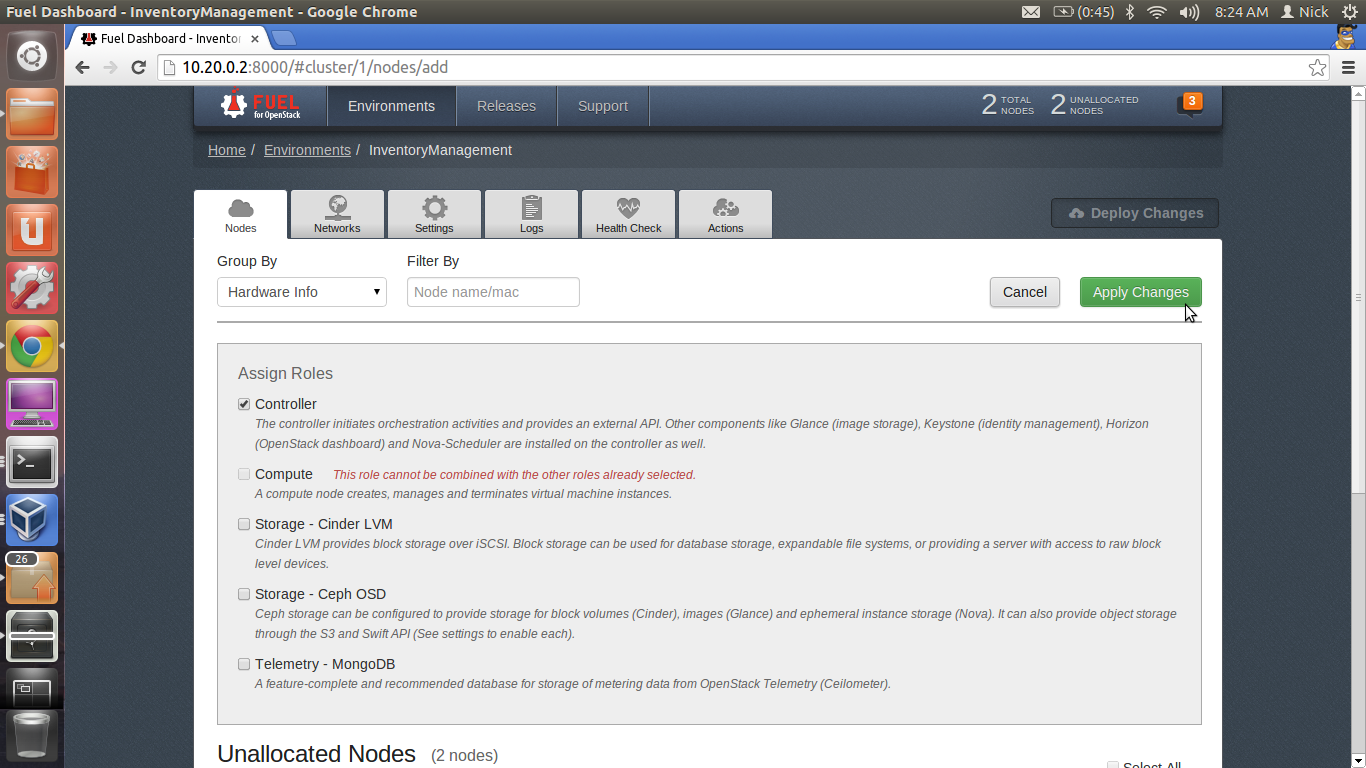 Fuel Dashboard - InventoryManagement - Google Chrome
(0:45)
8:24 AM
Nick
Fuel Dashboard - Invento
10.20.0.2:8000/#cluster/1/nodes/add
FUEL
for OpenStack
Environments
Releases
Support
2 TOTAL NODES
2 UNALLOCATED NODES
3
Home / Environments / InventoryManagement
Nodes
Networks
Settings
Logs
Health Check
Actions
Deploy Changes
Group By
Filter By
Hardware Info
Node name/mac
Cancel
Apply Changes
Assign Roles
Controller
The controller initiates orchestration activities and provides an external API. Other components like Glance (image storage), Keystone (identity management), Horizon
(OpenStack dashboard) and Nova-Scheduler are installed on the controller as well.
Compute This role cannot be combined with the other roles already selected.
A compute node creates, manages and terminates virtual machine instances.
Storage - Cinder LVM
Cinder LVM provides block storage over iSCSI. Block storage can be used for database storage, expandable file systems, or providing a server with access to raw block
level devices.
Storage - Ceph OSD
Ceph storage can be configured to provide storage for block volumes (Cinder), images (Glance) and ephemeral instance storage (Nova). It can also provide object storage
through the S3 and Swift API (See settings to enable each).
Telemetry - MongoDB
A feature-complete and recommended database for storage of metering data from OpenStack Telemetry (Ceilometer).
Unallocated Nodes (2 nodes)
Select All
26